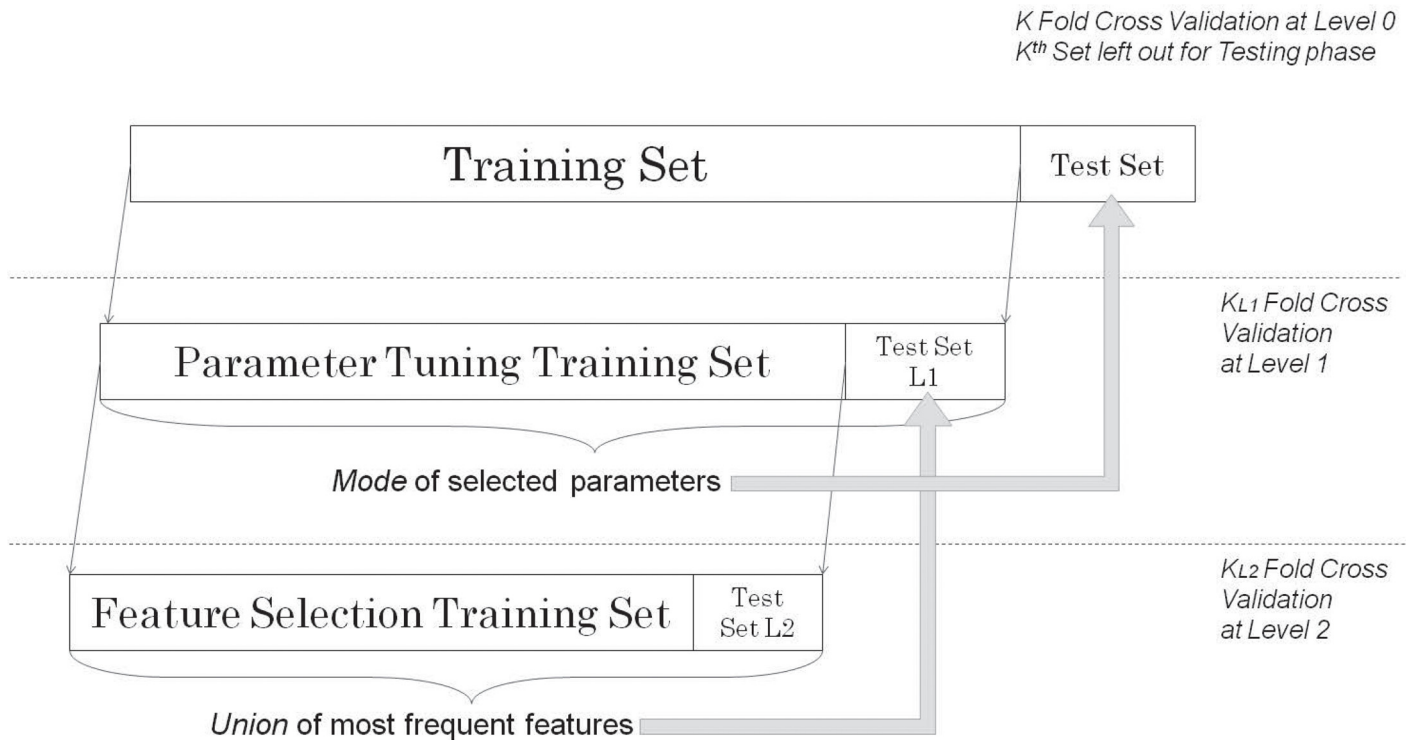 K Fold Cross Validation at Level 0
Kth Set left out for Testing phase
Training Set
Test Set
KL1 Fold Cross
Validation
at Level 1
Parameter Tuning Training Set
Test Set
L1
Mode of selected parameters
KL2 Fold Cross
Validation
at Level 2
Feature Selection Training Set
Test
Set L2
Union of most frequent features